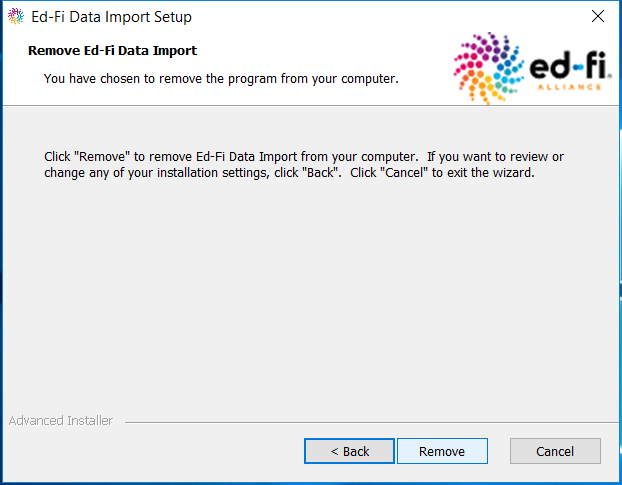 Ed-Fi Data Import Setup
Remove Ed-Fi Data Import
You have chosen to remove the program from your computer.
ed-fi
ALLIANCE
Click "Remove" to remove Ed-Fi Data Import from your computer.  If you want to review or
change any of your installation settings, click "Back".  Click "Cancel" to exit the wizard.
Advanced Installer
< Back
Remove
Cancel